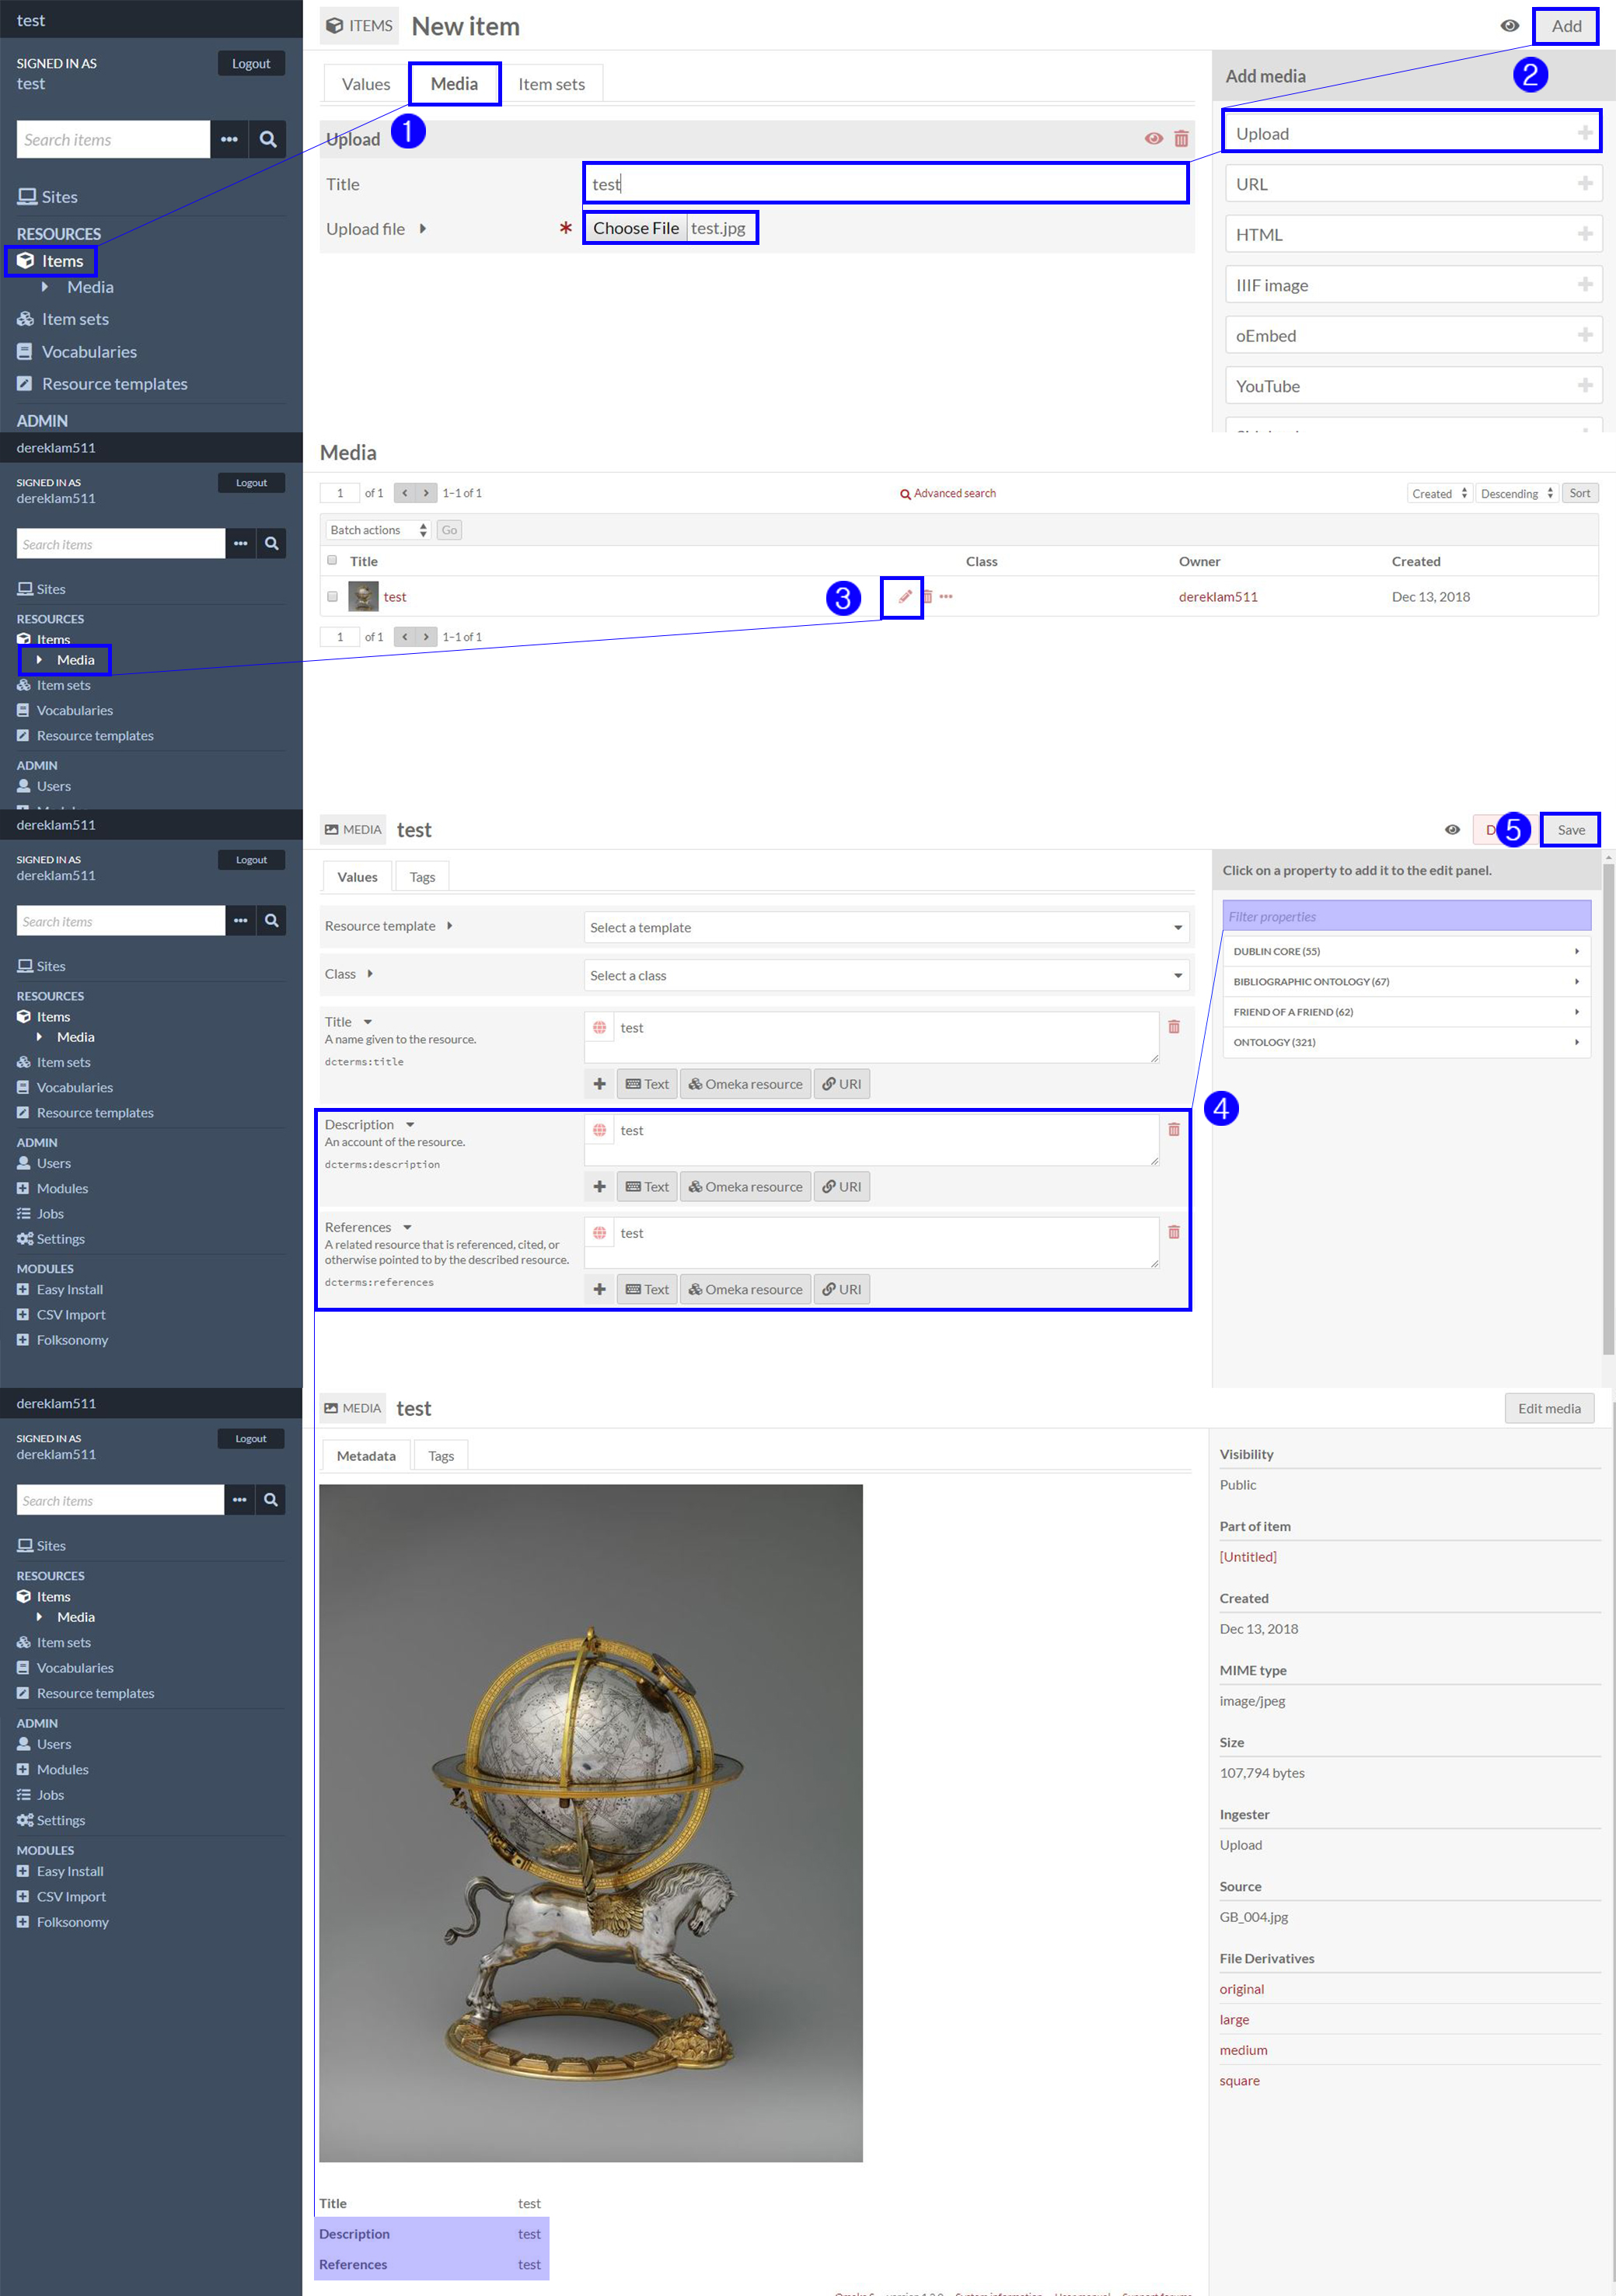 test
SIGNED IN AS
Logout
test
Search items
Sites
RESOURCES
Items
Media
Item sets
Vocabularies
Resource templates
ADMIN
ITEMS New item
Add
Values Media Item sets
1
Upload
Title test
Upload file * Choose File test.jpg
2
Add media
Upload
URL
HTML
IIIF image
oEmbed
YouTube
dereklam511
SIGNED IN AS
Logout
dereklam511
Search items
Sites
RESOURCES
Items
Media
Item sets
Vocabularies
Resource templates
ADMIN
Users
Media
1 of 1 1–1 of 1
Advanced search
Created Descending Sort
Batch actions Go
Title Class Owner Created
test 3 dereklam511 Dec 13, 2018
1 of 1 1–1 of 1
dereklam511
SIGNED IN AS
Logout
dereklam511
Search items
Sites
RESOURCES
Items
Media
Item sets
Vocabularies
Resource templates
ADMIN
Users
Modules
Jobs
Settings
MODULES
Easy Install
CSV Import
Folksonomy
MEDIA test
5 Save
Values Tags
Resource template Select a template
Class Select a class
Title test
A name given to the resource.
dcterms:title
Text Omeka resource URI
Description test
An account of the resource.
dcterms:description
Text Omeka resource URI
References test
A related resource that is referenced, cited, or
otherwise pointed to by the described resource.
dcterms:references
Text Omeka resource URI
4
Click on a property to add it to the edit panel.
Filter properties
DUBLIN CORE (55)
BIBLIOGRAPHIC ONTOLOGY (67)
FRIEND OF A FRIEND (62)
ONTOLOGY (321)
dereklam511
SIGNED IN AS
Logout
dereklam511
Search items
Sites
RESOURCES
Items
Media
Item sets
Vocabularies
Resource templates
ADMIN
Users
Modules
Jobs
Settings
MODULES
Easy Install
CSV Import
Folksonomy
MEDIA test
Edit media
Metadata Tags
Title test
Description test
References test
Visibility
Public
Part of item
[Untitled]
Created
Dec 13, 2018
MIME type
image/jpeg
Size
107,794 bytes
Ingester
Upload
Source
GB_004.jpg
File Derivatives
original
large
medium
square